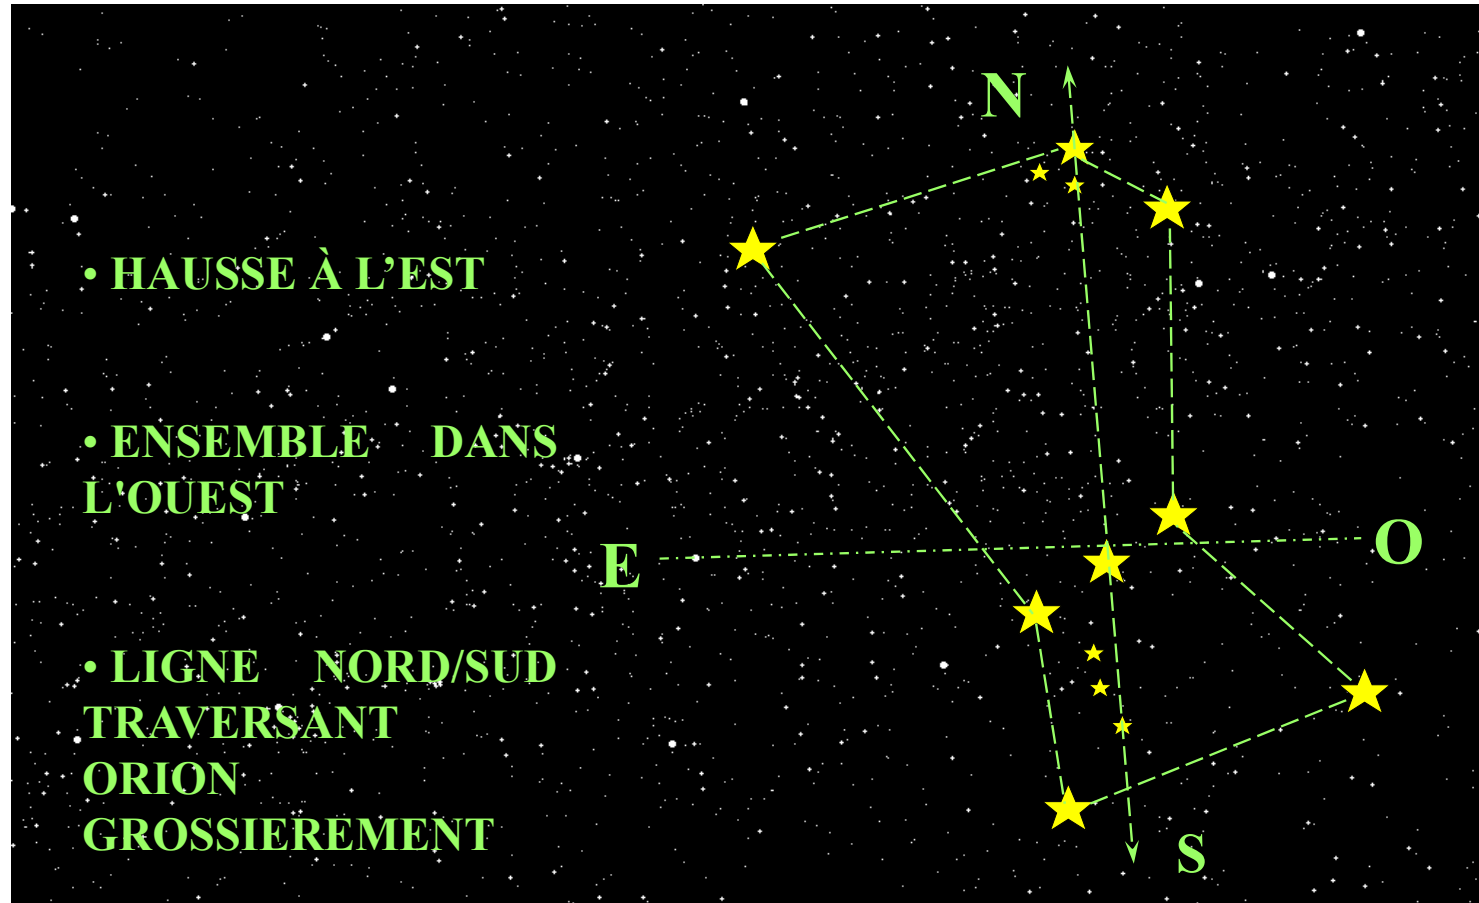 N
• HAUSSE À L’EST
• ENSEMBLE DANS
L'OUEST
E
O
• LIGNE NORD/SUD
TRAVERSANT
ORION
GROSSIEREMENT
S